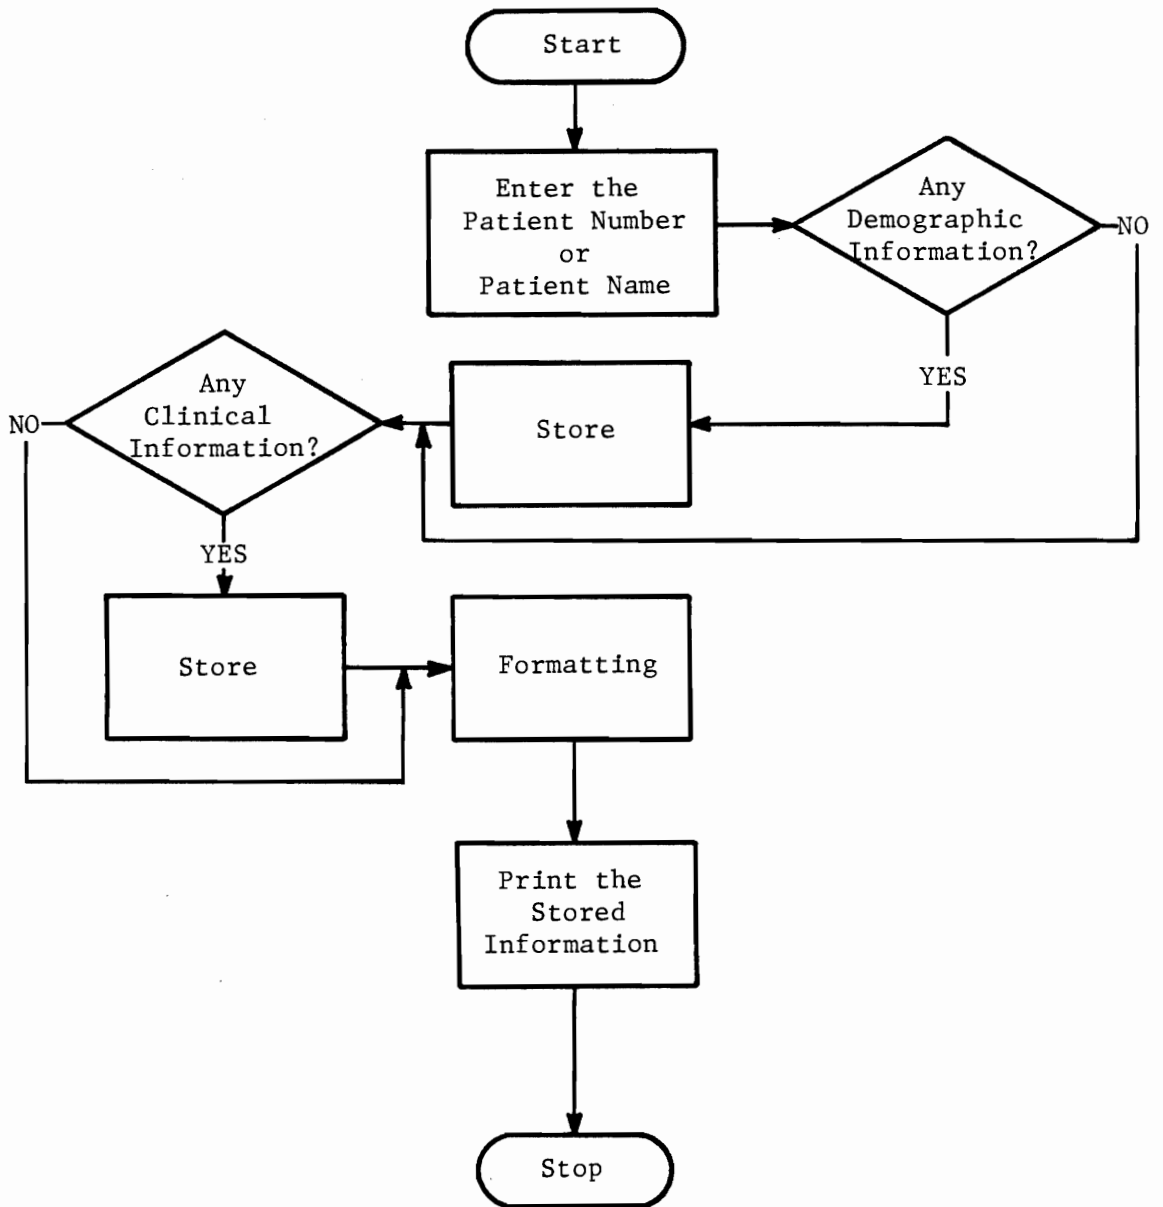 Start
Enter the
Patient Number
or
Patient Name
Any
Demographic
Information?
NO
YES
Store
Any
Clinical
Information?
NO
YES
Store
Formatting
Print the
Stored
Information
Stop